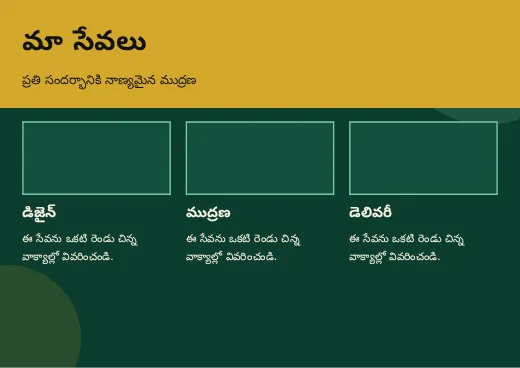 మా సేవలు
ప్రతి సందర్భానికి నాణ్యమైన ముద్రణ
డిజైన్
ఈ సేవను ఒకటి రెండు చిన్న
వాక్యాల్లో వివరించండి.
ముద్రణ
ఈ సేవను ఒకటి రెండు చిన్న
వాక్యాల్లో వివరించండి.
డెలివరీ
ఈ సేవను ఒకటి రెండు చిన్న
వాక్యాల్లో వివరించండి.